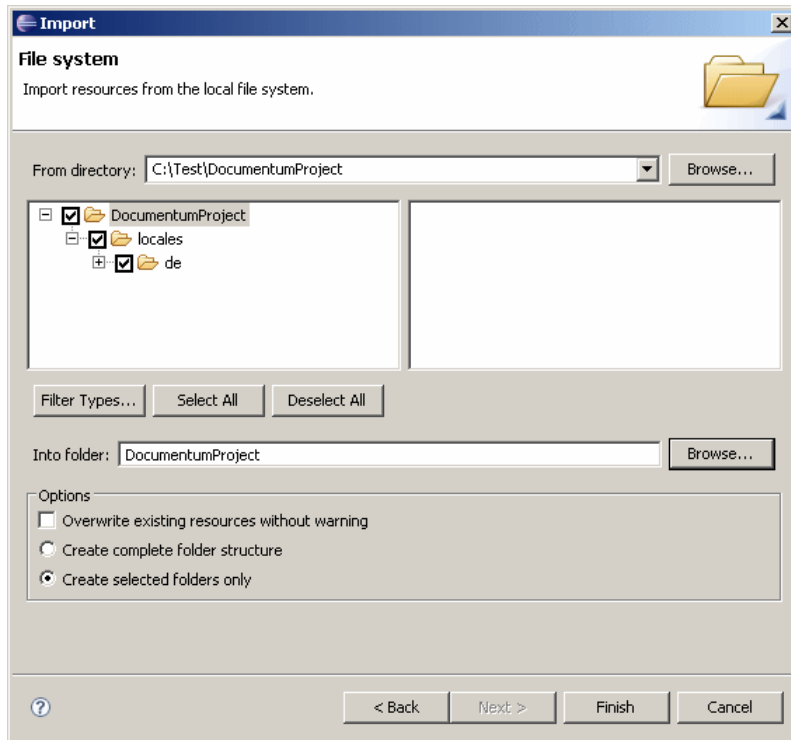 Import
File system
Import resources from the local file system.
From directory: C:\Test\DocumentumProject Browse...
DocumentumProject
locales
de
Filter Types... Select All Deselect All
Into folder: DocumentumProject Browse...
Options
Overwrite existing resources without warning
Create complete folder structure
Create selected folders only
? < Back Next > Finish Cancel